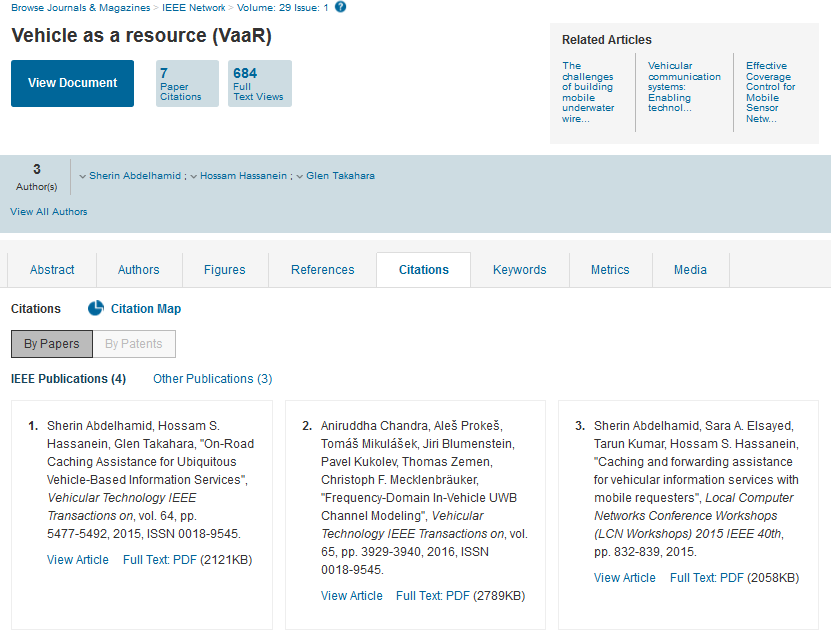 Browse Journals & Magazines > IEEE Network > Volume: 29 Issue: 1 ?
Vehicle as a resource (VaaR)
View Document
7
Paper
Citations
684
Full
Text Views
Related Articles
The
challenges
of building
mobile
underwater
wire...
Vehicular
communication
systems:
Enabling
technol...
Effective
Coverage
Control for
Mobile
Sensor
Netw...
3
Author(s)
Sherin Abdelhamid ; Hossam Hassanein ; Glen Takahara
View All Authors
Abstract Authors Figures References Citations Keywords Metrics Media
Citations Citation Map
By Papers By Patents
IEEE Publications (4) Other Publications (3)
1. Sherin Abdelhamid, Hossam S.
Hassanein, Glen Takahara, "On-Road
Caching Assistance for Ubiquitous
Vehicle-Based Information Services",
Vehicular Technology IEEE
Transactions on, vol. 64, pp.
5477-5492, 2015, ISSN 0018-9545.
View Article Full Text: PDF (2121KB)
2. Aniruddha Chandra, Aleš Prokeš,
Tomáš Mikulášek, Jiri Blumenstein,
Pavel Kukolev, Thomas Zemen,
Christoph F. Mecklenbräuker,
"Frequency-Domain In-Vehicle UWB
Channel Modeling", Vehicular
Technology IEEE Transactions on, vol.
65, pp. 3929-3940, 2016, ISSN
0018-9545.
View Article Full Text: PDF (2789KB)
3. Sherin Abdelhamid, Sara A. Elsayed,
Tarun Kumar, Hossam S. Hassanein,
"Caching and forwarding assistance
for vehicular information services with
mobile requesters", Local Computer
Networks Conference Workshops
(LCN Workshops) 2015 IEEE 40th,
pp. 832-839, 2015.
View Article Full Text: PDF (2058KB)